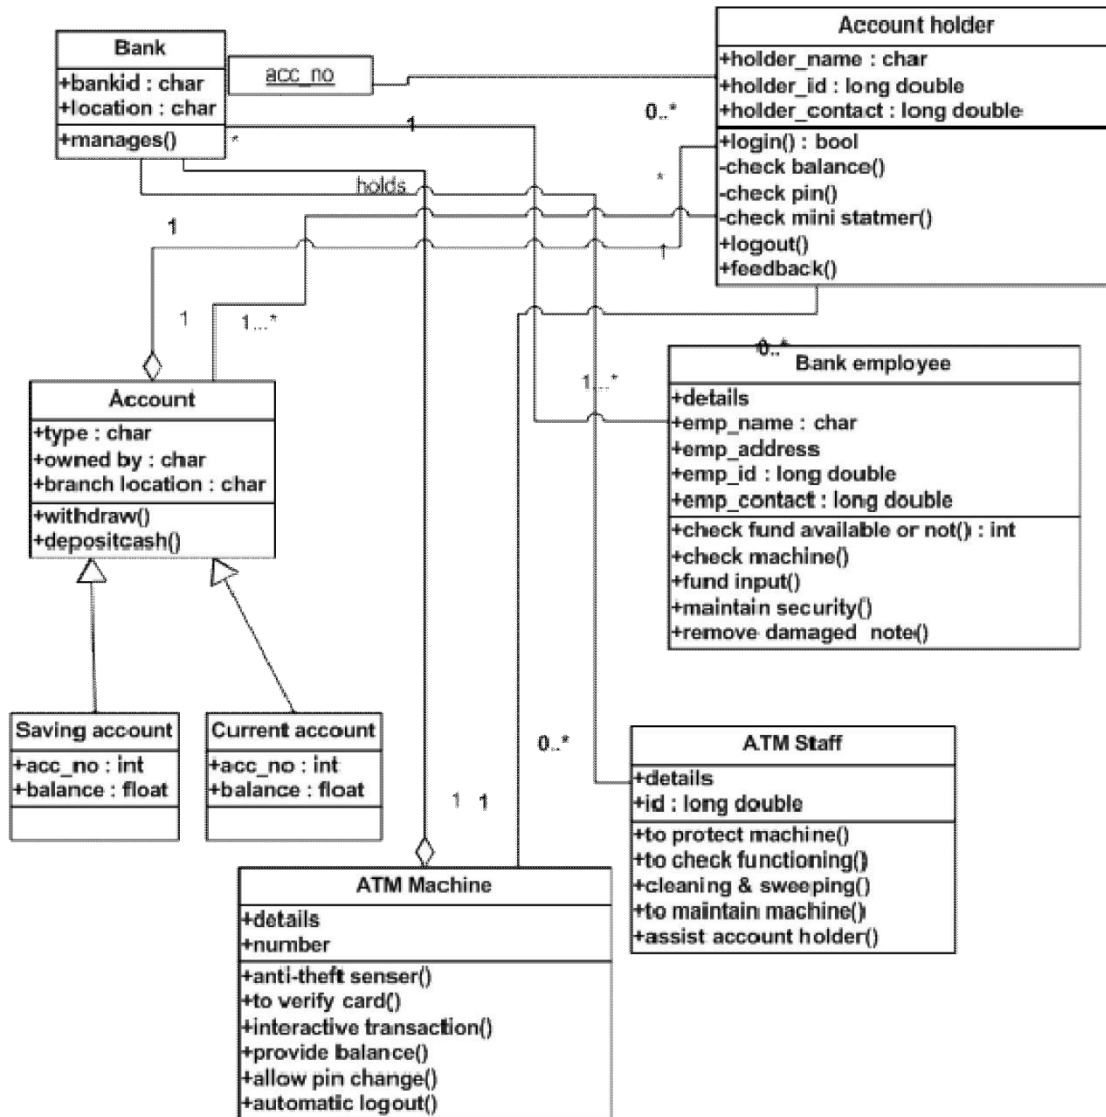 Bank
+bankid : char
+location : char
+manages()
acc_no
Account holder
+holder_name : char
+holder_id : long double
+holder_contact : long double
+login() : bool
-check balance()
-check pin()
-check mini statmer()
+logout()
+feedback()
1
*
0..*
*
holds
1
1
1
1...*
0..*
1...*
Account
+type : char
+owned by : char
+branch location : char
+withdraw()
+depositcash()
Bank employee
+details
+emp_name : char
+emp_address
+emp_id : long double
+emp_contact : long double
+check fund available or not() : int
+check machine()
+fund input()
+maintain security()
+remove damaged note()
Saving account
+acc_no : int
+balance : float
Current account
+acc_no : int
+balance : float
0..*
1
1
ATM Staff
+details
+id : long double
+to protect machine()
+to check functioning()
+cleaning & sweeping()
+to maintain machine()
+assist account holder()
ATM Machine
+details
+number
+anti-theft senser()
+to verify card()
+interactive transaction()
+provide balance()
+allow pin change()
+automatic logout()